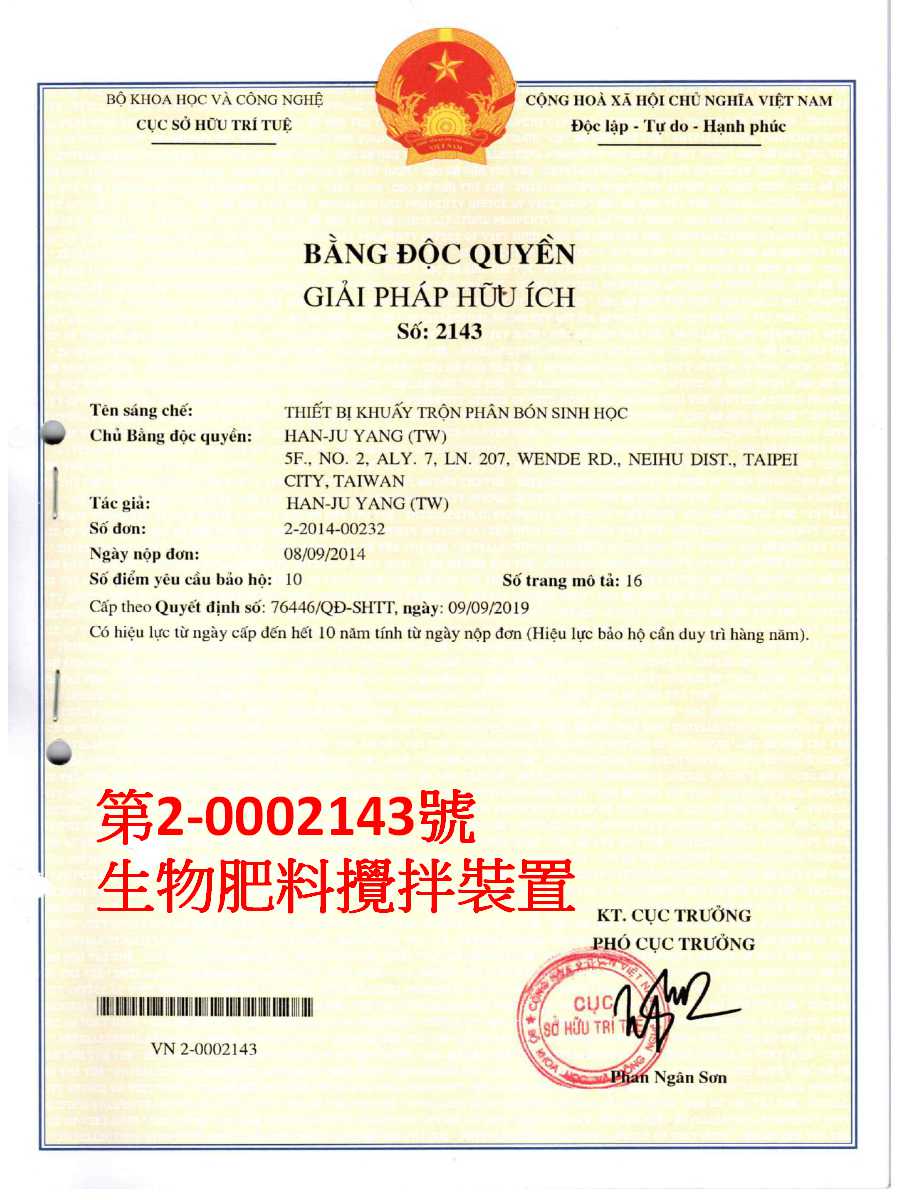 BỘ KHOA HỌC VÀ CÔNG NGHỆ
CỤC SỞ HỮU TRÍ TUỆ
CỘNG HOÀ XÃ HỘI CHỦ NGHĨA VIỆT NAM
Độc lập - Tự do - Hạnh phúc
VIỆT NAM
BẰNG ĐỘC QUYỀN
GIẢI PHÁP HỮU ÍCH
Số: 2143
Tên sáng chế: THIẾT BỊ KHUẤY TRỘN PHÂN BÓN SINH HỌC
Chủ Bằng độc quyền: HAN-JU YANG (TW)
5F., NO. 2, ALY. 7, LN. 207, WENDE RD., NEIHU DIST., TAIPEI
CITY, TAIWAN
Tác giả: HAN-JU YANG (TW)
Số đơn: 2-2014-00232
Ngày nộp đơn: 08/09/2014
Số điểm yêu cầu bảo hộ: 10 Số trang mô tả: 16
Cấp theo Quyết định số: 76446/QĐ-SHTT, ngày: 09/09/2019
Có hiệu lực từ ngày cấp đến hết 10 năm tính từ ngày nộp đơn (Hiệu lực bảo hộ cần duy trì hàng năm).
第2-0002143號
生物肥料攪拌裝置
KT. CỤC TRƯỞNG
PHÓ CỤC TRƯỞNG
CỤC
SỞ HỮU TRÍ TUỆ
VN 2-0002143
Phan Ngân Sơn